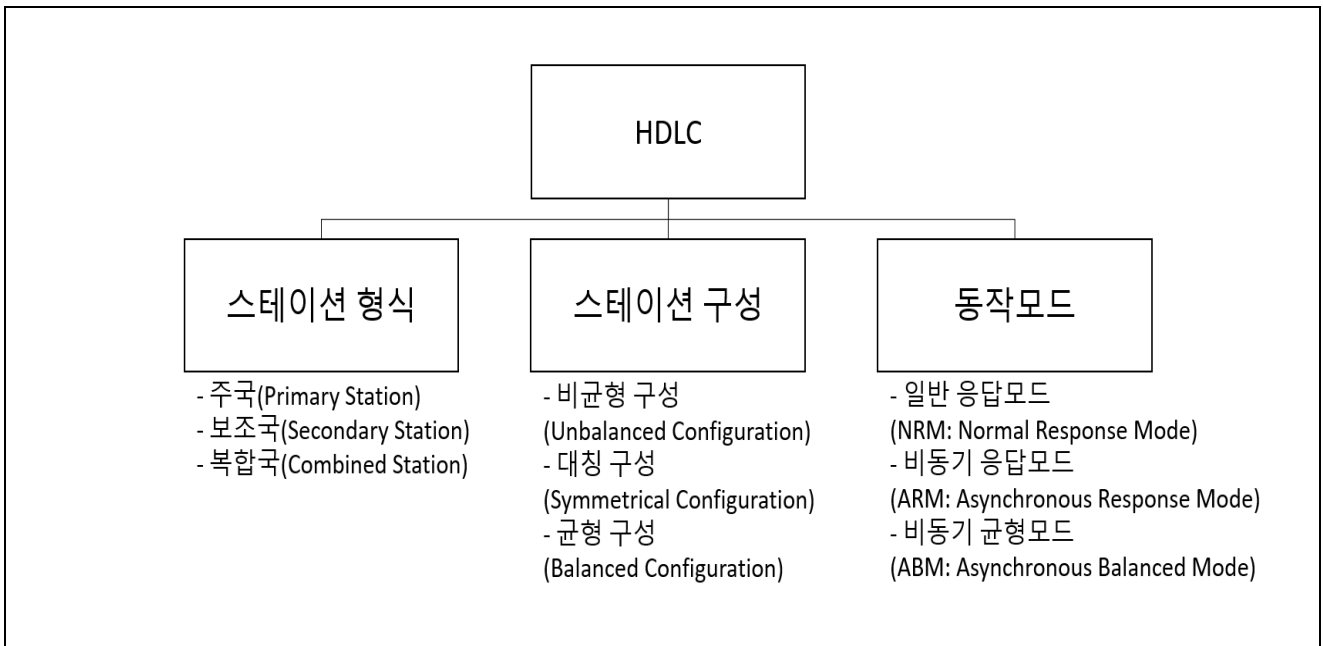 HDLC
스테이션 형식
- 주국(Primary Station)
- 보조국(Secondary Station)
- 복합국(Combined Station)
스테이션 구성
- 비균형 구성
(Unbalanced Configuration)
- 대칭 구성
(Symmetrical Configuration)
- 균형 구성
(Balanced Configuration)
동작모드
- 일반 응답모드
(NRM: Normal Response Mode)
- 비동기 응답모드
(ARM: Asynchronous Response Mode)
- 비동기 균형모드
(ABM: Asynchronous Balanced Mode)